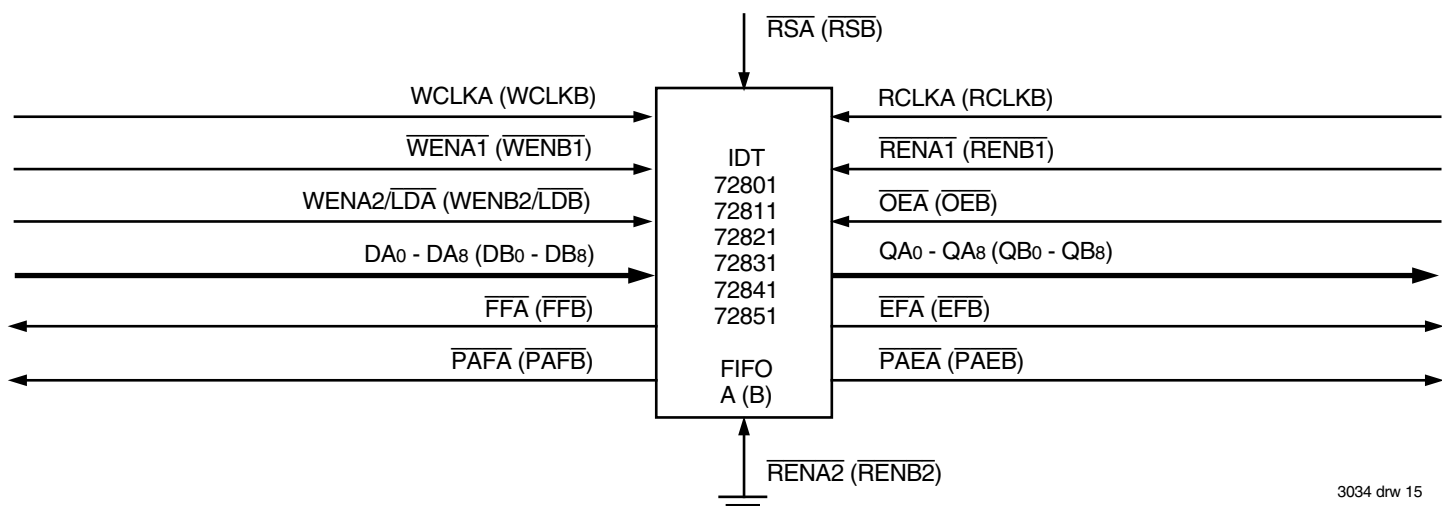 RSA (RSB)
WCLKA (WCLKB)
RCLKA (RCLKB)
WENA1 (WENB1)
RENA1 (RENB1)
WENA2/LDA (WENB2/LDB)
OEA (OEB)
DA0 - DA8 (DB0 - DB8)
QA0 - QA8 (QB0 - QB8)
FFA (FFB)
EFA (EFB)
PAFA (PAFB)
PAEA (PAEB)
IDT
72801
72811
72821
72831
72841
72851
FIFO
A (B)
RENA2 (RENB2)
3034 drw 15